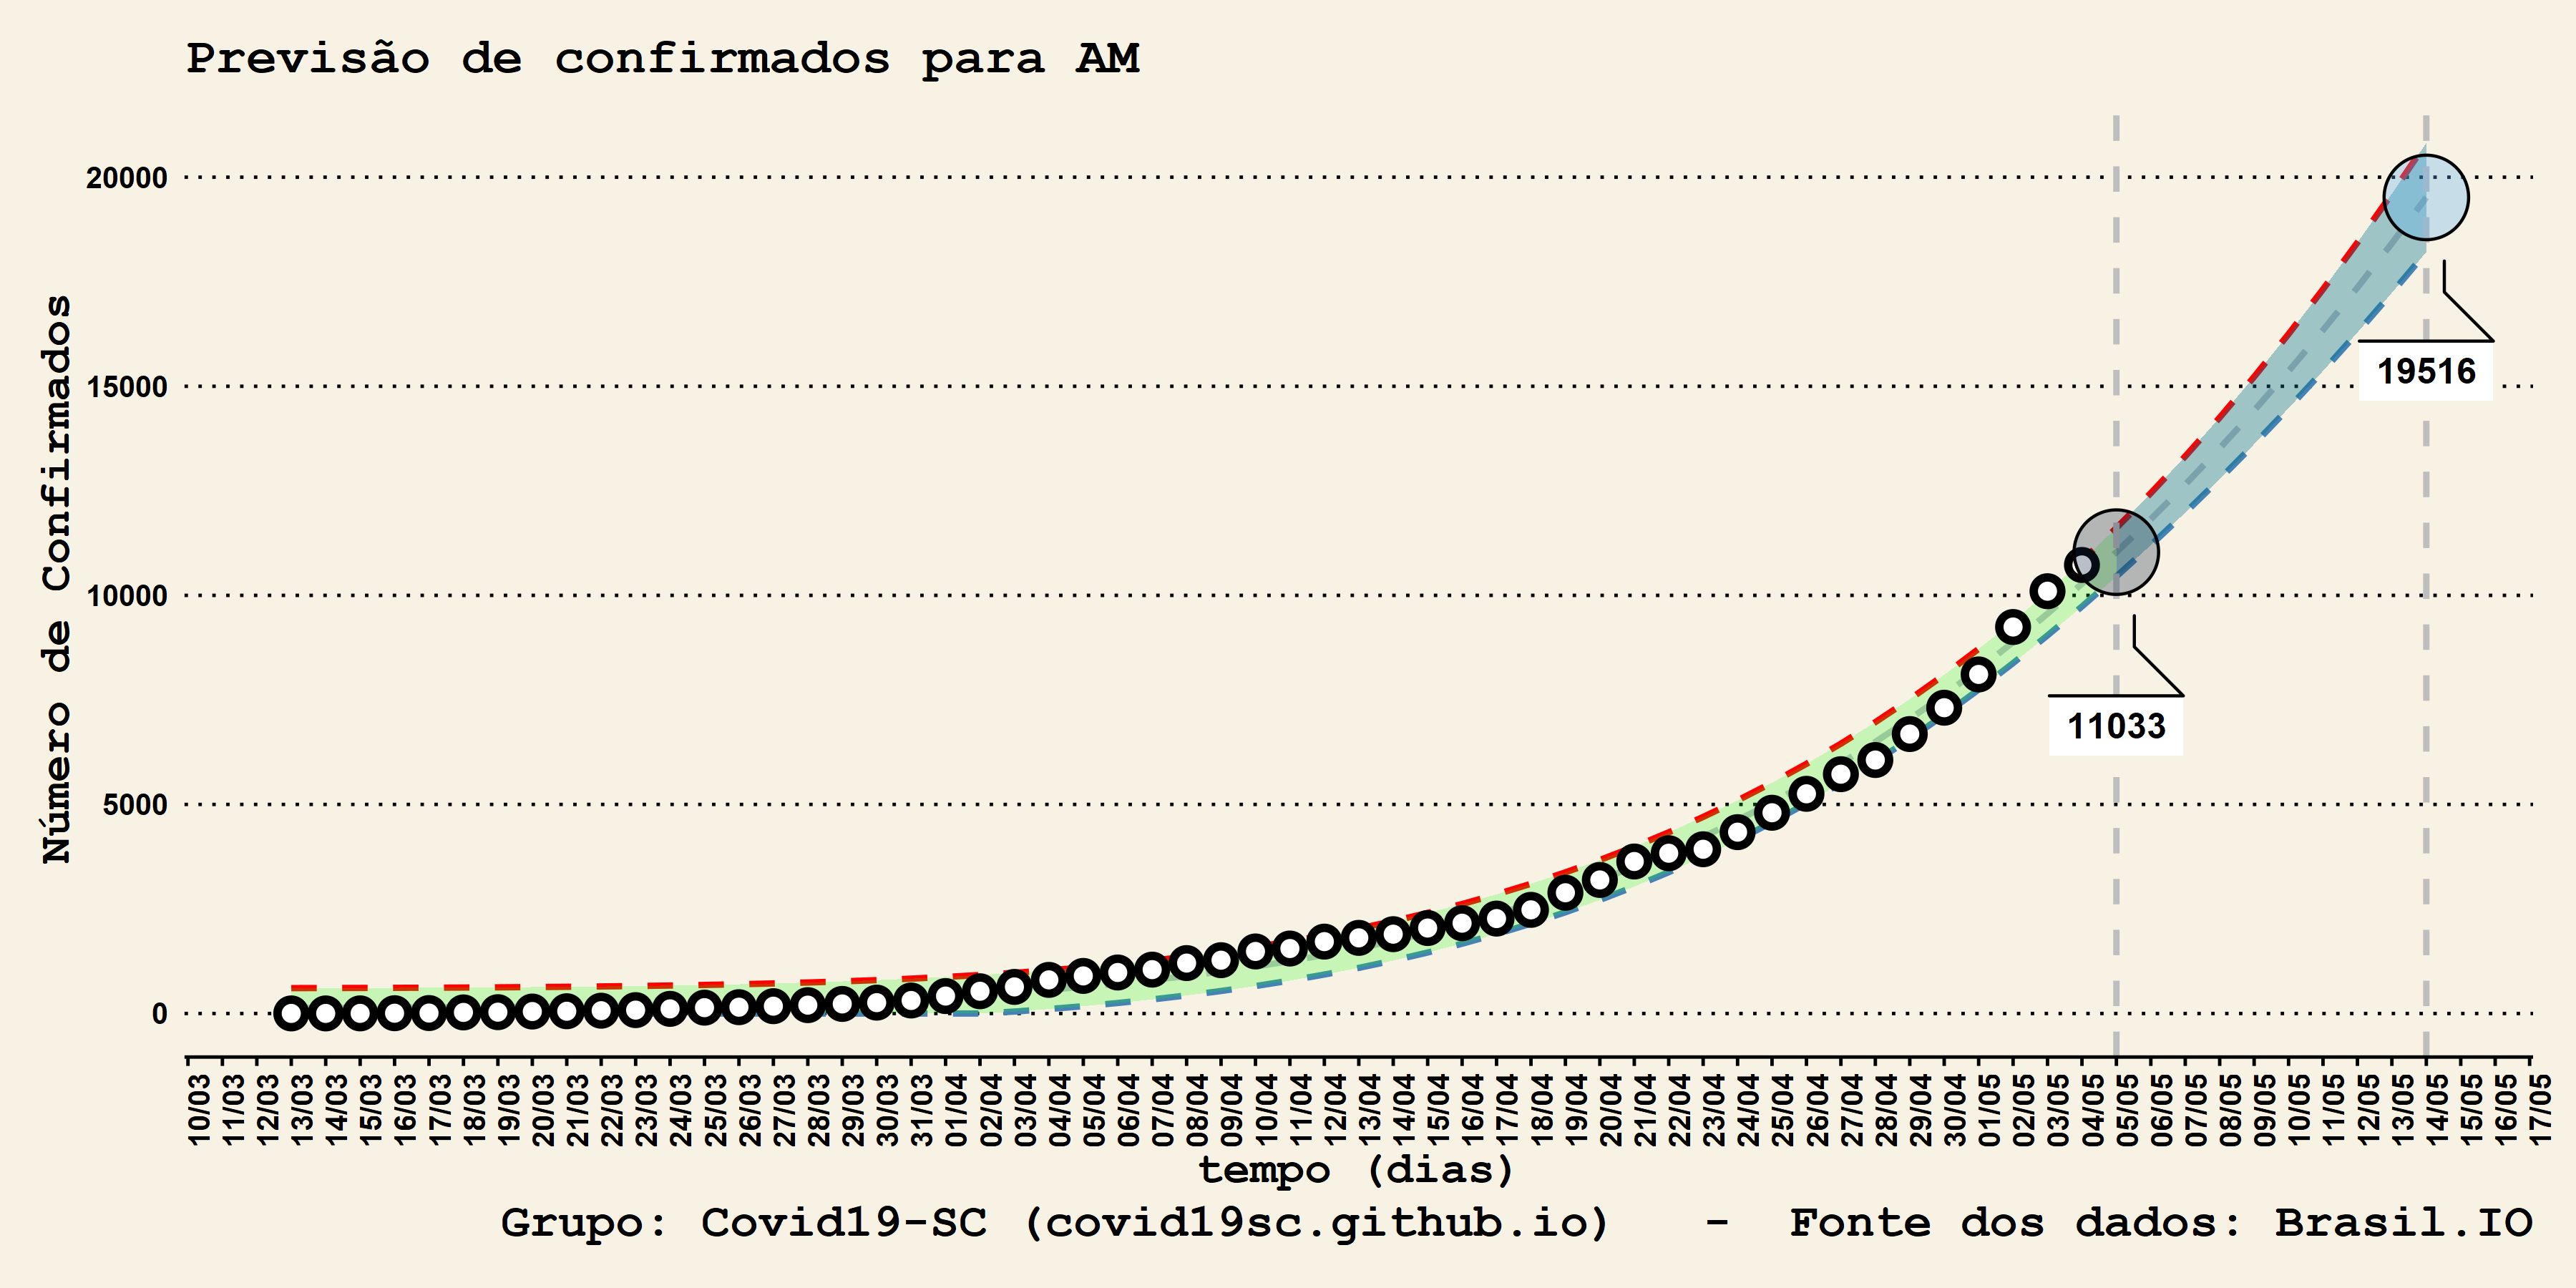 Previsão de confirmados para AM
Número de Confirmados
20000
15000
10000
5000
0
19516
11033
10/03 11/03 12/03 13/03 14/03 15/03 16/03 17/03 18/03 19/03 20/03 21/03 22/03 23/03 24/03 25/03 26/03 27/03 28/03 29/03 30/03 31/03 01/04 02/04 03/04 04/04 05/04 06/04 07/04 08/04 09/04 10/04 11/04 12/04 13/04 14/04 15/04 16/04 17/04 18/04 19/04 20/04 21/04 22/04 23/04 24/04 25/04 26/04 27/04 28/04 29/04 30/04 01/05 02/05 03/05 04/05 05/05 06/05 07/05 08/05 09/05 10/05 11/05 12/05 13/05 14/05 15/05 16/05 17/05
tempo (dias)
Grupo: Covid19-SC (covid19sc.github.io) - Fonte dos dados: Brasil.IO